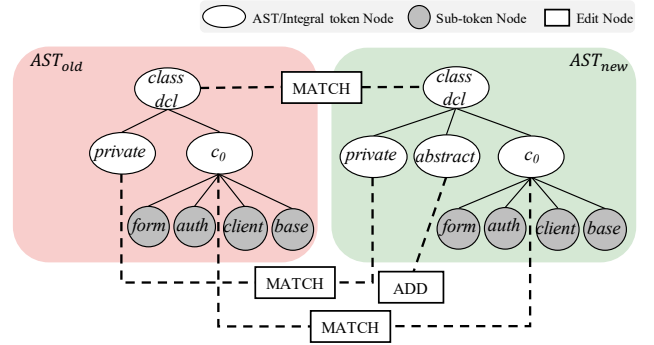 AST/Integral token Node Sub-token Node Edit Node
AST_old AST_new
class dcl MATCH class dcl
private c_0 private abstract c_0
form auth client base form auth client base
MATCH ADD
MATCH